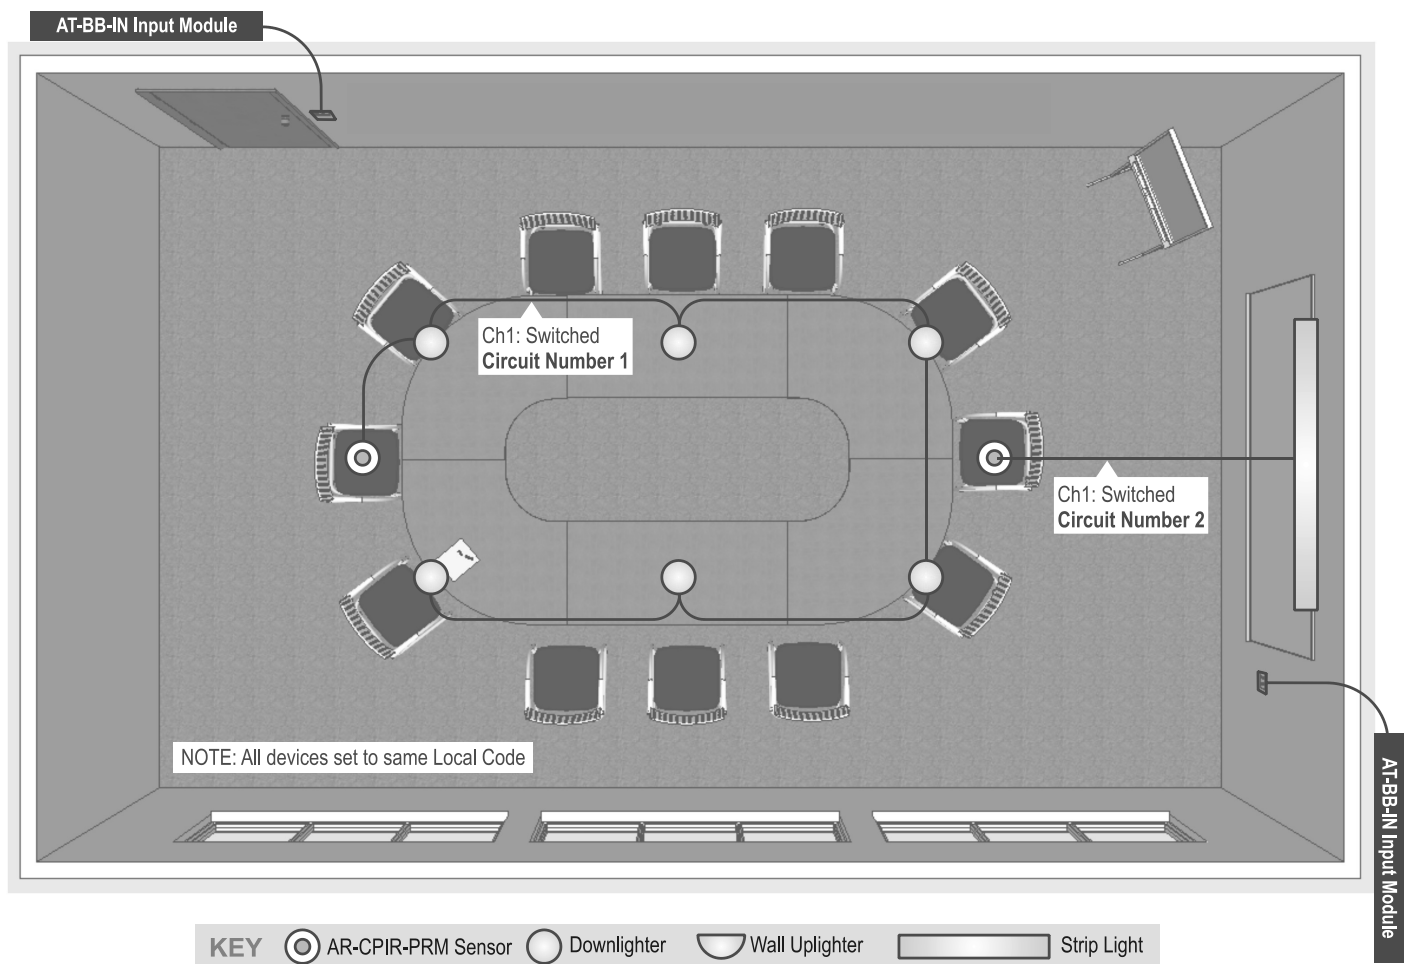 AT-BB-IN Input Module
Ch1: Switched
Circuit Number 1
Ch1: Switched
Circuit Number 2
NOTE: All devices set to same Local Code
AT-BB-IN Input Module
KEY
AR-CPIR-PRM Sensor
Downlighter
Wall Uplighter
Strip Light